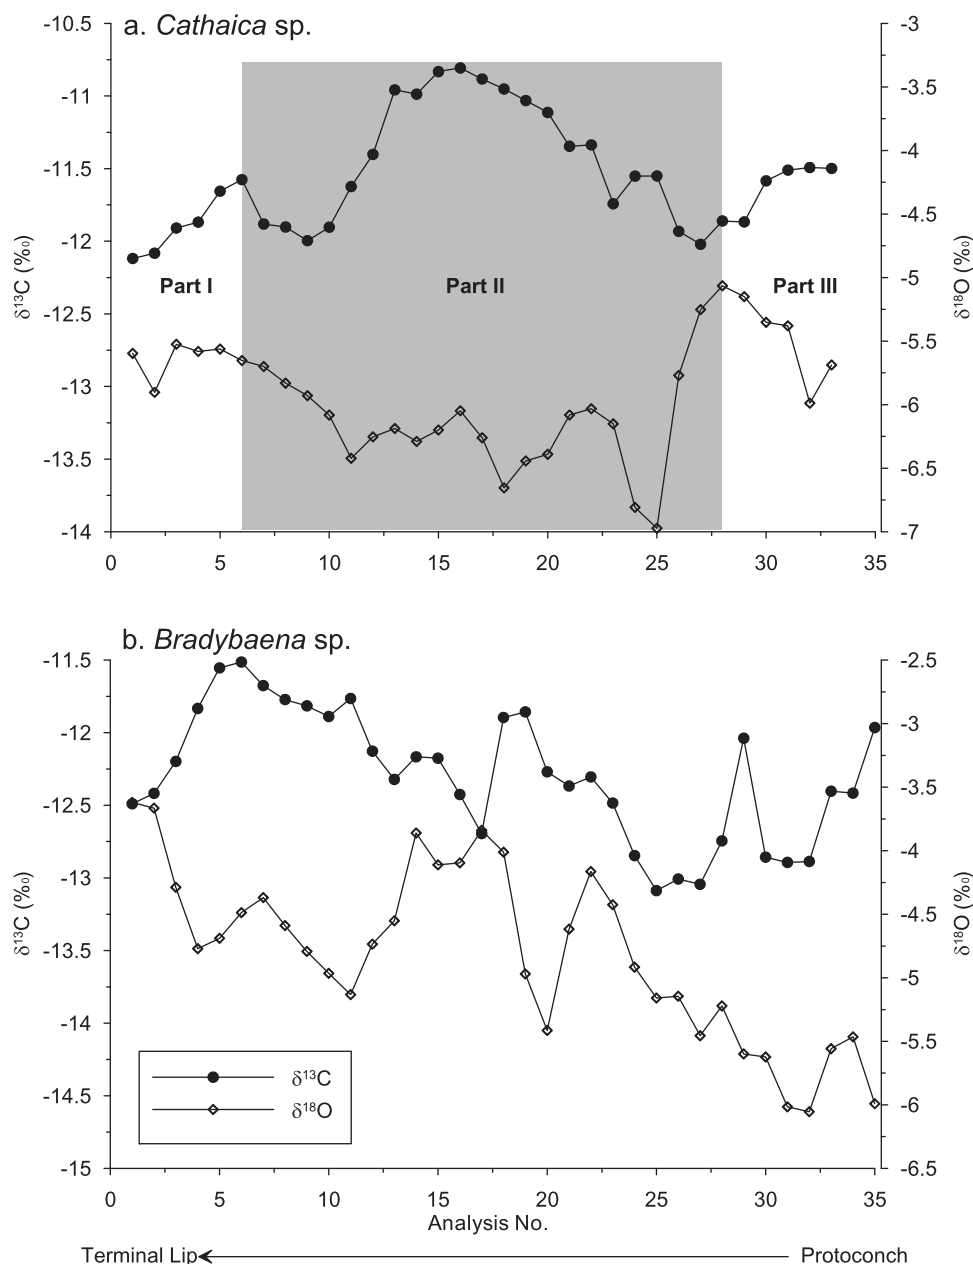 a. Cathaica sp.
-10.5
-11
-11.5
-12
-12.5
-13
-13.5
-14
δ¹³C (‰)
-3
-3.5
-4
-4.5
-5
-5.5
-6
-6.5
-7
δ¹⁸O (‰)
Part I
Part II
Part III
0 5 10 15 20 25 30 35
b. Bradybaena sp.
-11.5
-12
-12.5
-13
-13.5
-14
-14.5
-15
δ¹³C (‰)
-2.5
-3
-3.5
-4
-4.5
-5
-5.5
-6
-6.5
δ¹⁸O (‰)
δ¹³C
δ¹⁸O
0 5 10 15 20 25 30 35
Analysis No.
Terminal Lip Protoconch